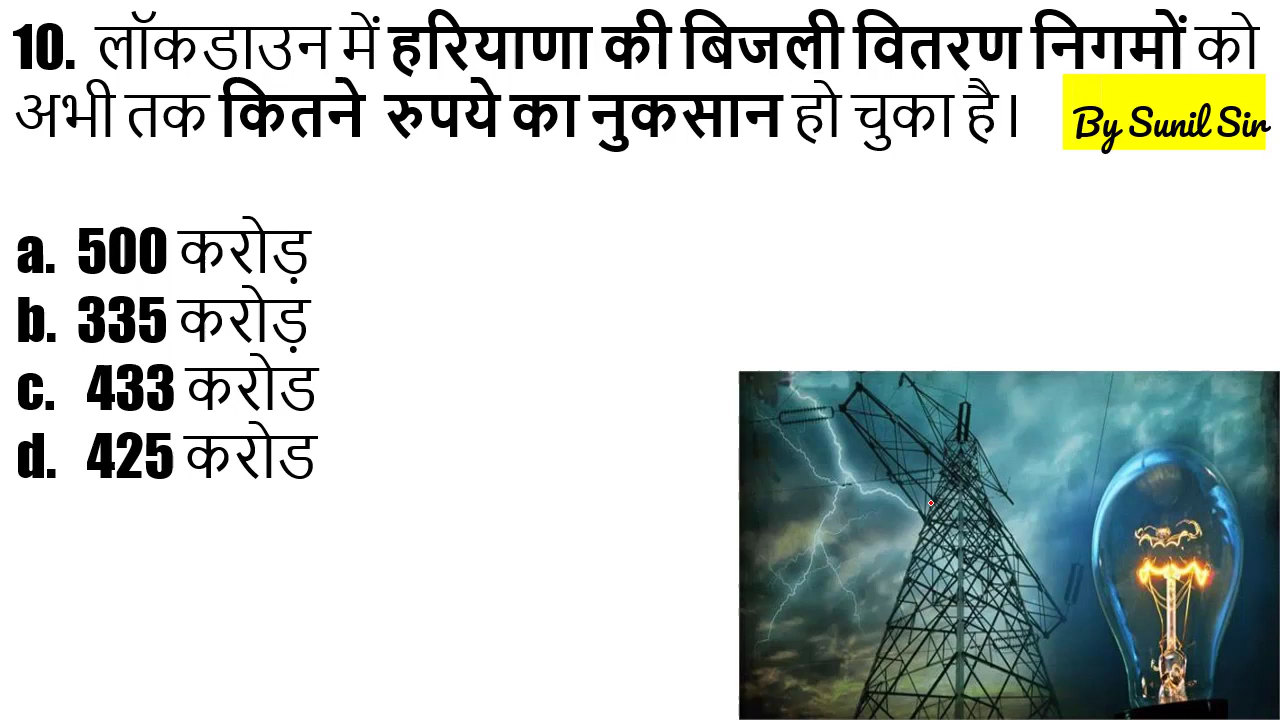 10. लॉकडाउन में हरियाणा की बिजली वितरण निगमों को
अभी तक कितने रुपये का नुकसान हो चुका है।
By Sunil Sir
a. 500 करोड़
b. 335 करोड़
c. 433 करोड
d. 425 करोड